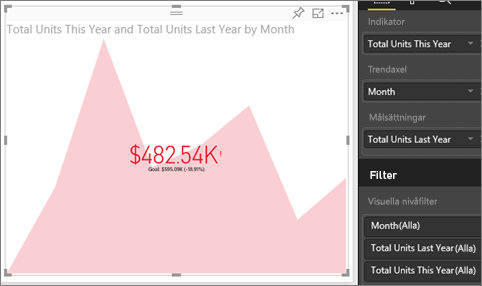 Total Units This Year and Total Units Last Year by Month
$482.54K!
Goal: $595.09K (-18.91%)
Indikator
Total Units This Year
Trendaxel
Month
Målsättningar
Total Units Last Year
Filter
Visuella nivåfilter
Month(Alla)
Total Units Last Year(Alla)
Total Units This Year(Alla)